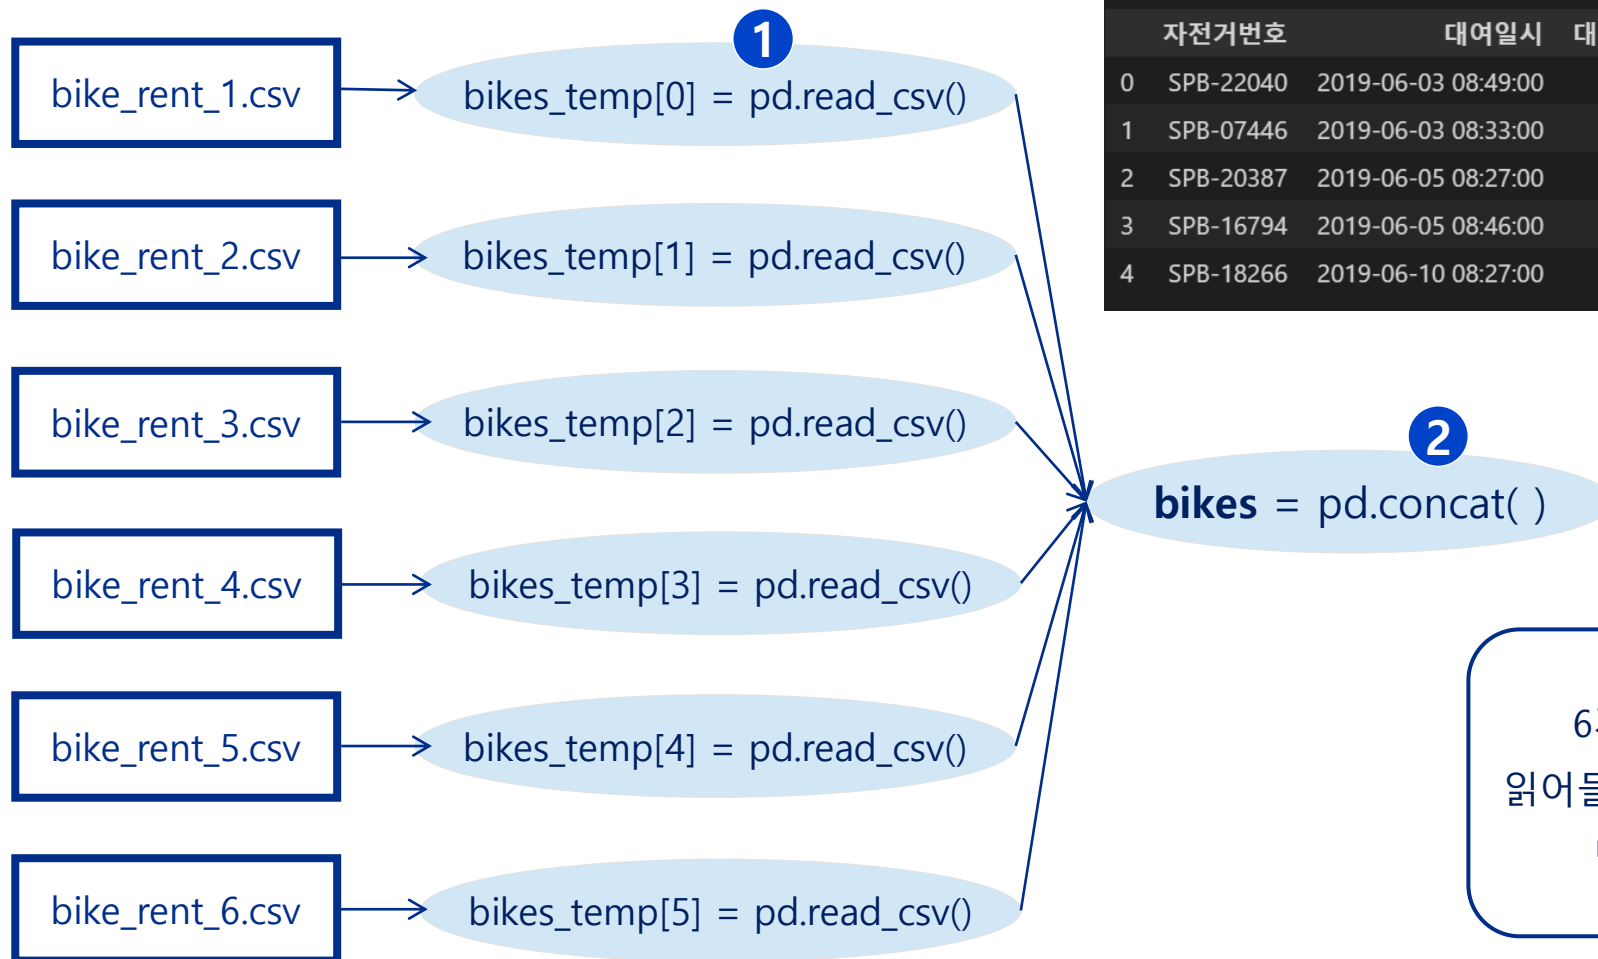 1
bike_rent_1.csv
bikes_temp[0] = pd.read_csv()
bike_rent_2.csv
bikes_temp[1] = pd.read_csv()
bike_rent_3.csv
bikes_temp[2] = pd.read_csv()
bike_rent_4.csv
bikes_temp[3] = pd.read_csv()
bike_rent_5.csv
bikes_temp[4] = pd.read_csv()
bike_rent_6.csv
bikes_temp[5] = pd.read_csv()
자전거번호 대여일시 대
0 SPB-22040 2019-06-03 08:49:00
1 SPB-07446 2019-06-03 08:33:00
2 SPB-20387 2019-06-05 08:27:00
3 SPB-16794 2019-06-05 08:46:00
4 SPB-18266 2019-06-10 08:27:00
2
bikes = pd.concat( )
6
읽어들